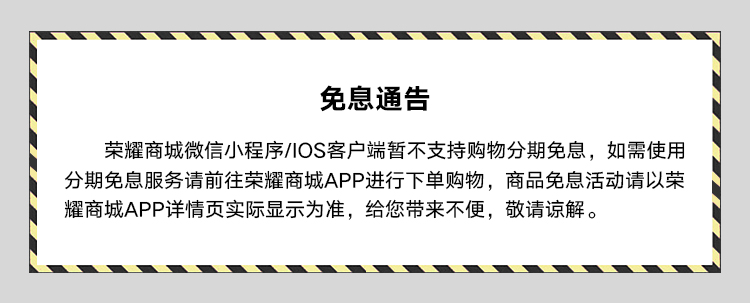 免息通告
荣耀商城微信小程序/IOS客户端暂不支持购物分期免息，如需使用
分期免息服务请前往荣耀商城APP进行下单购物，商品免息活动请以荣
耀商城APP详情页实际显示为准，给您带来不便，敬请谅解。